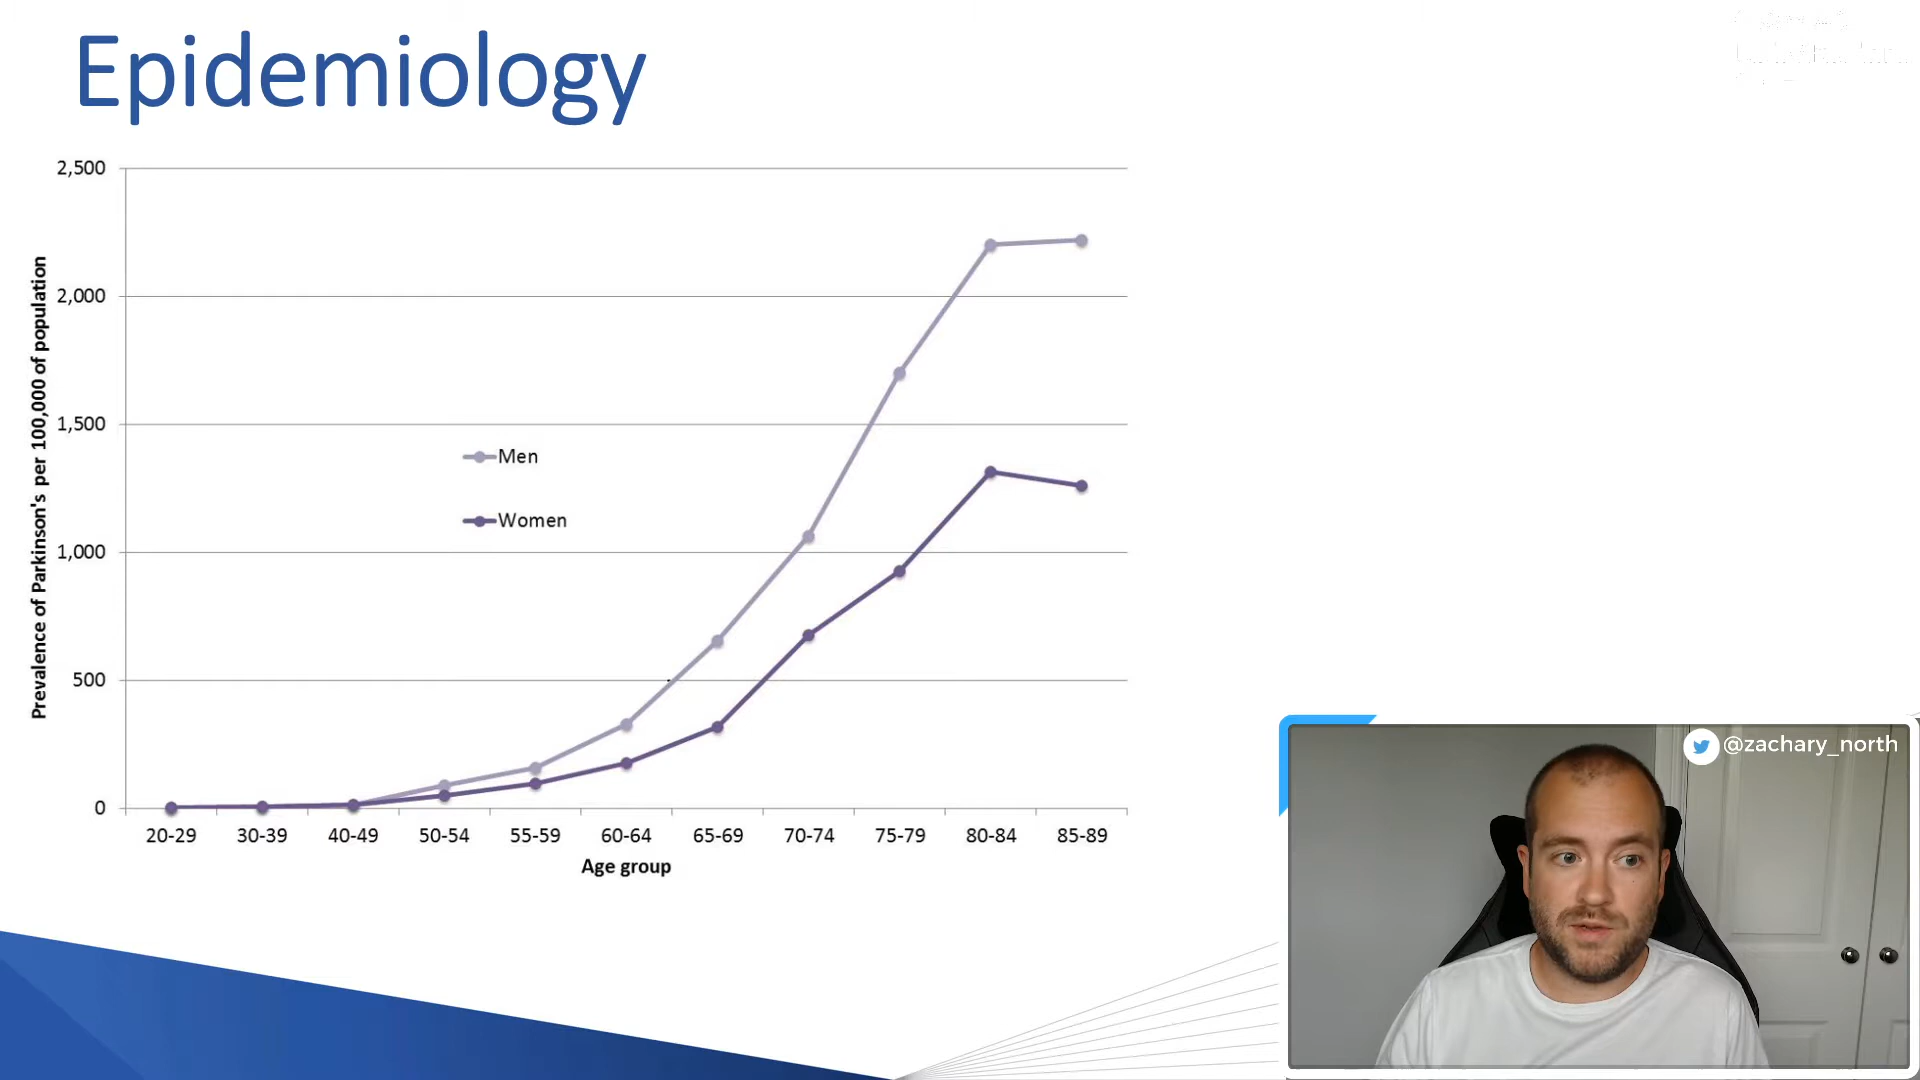 Epidemiology
2,500
2,000
1,500
1,000
500
0
Prevalence of Parkinson's per 100,000 of population
Men
Women
20-29 30-39 40-49 50-54 55-59 60-64 65-69 70-74 75-79 80-84 85-89
Age group
@zachary_north